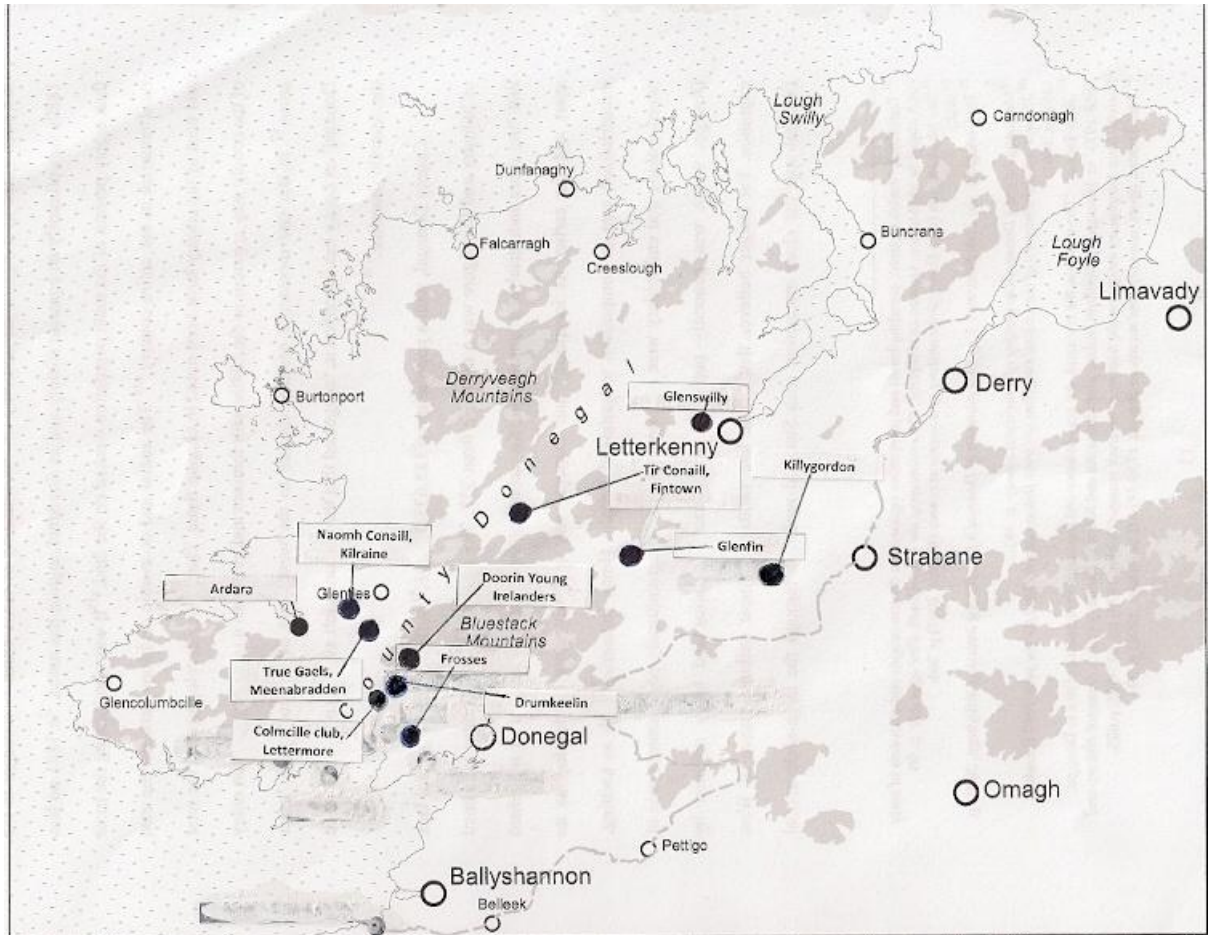 Lough
Swilly
Carndonagh
Dunfanaghy
Falcarragh
Creeslough
Buncrana
Lough
Foyle
Limavady
Derryveagh
Mountains
Burtonport
Derry
Glenswilly
Letterkenny
Tír Conaill,
Fintown
Killygordon
County Donegal
Naomh Conaill,
Kilraine
Glenfin
Strabane
Ardara
Glenties
Doorin Young
Irelanders
Bluestack
Mountains
Frosses
True Gaels,
Meenabradden
Glencolumbcille
Drumkeelin
Colmcille club,
Lettermore
Donegal
Omagh
Pettigo
Ballyshannon
Belleek